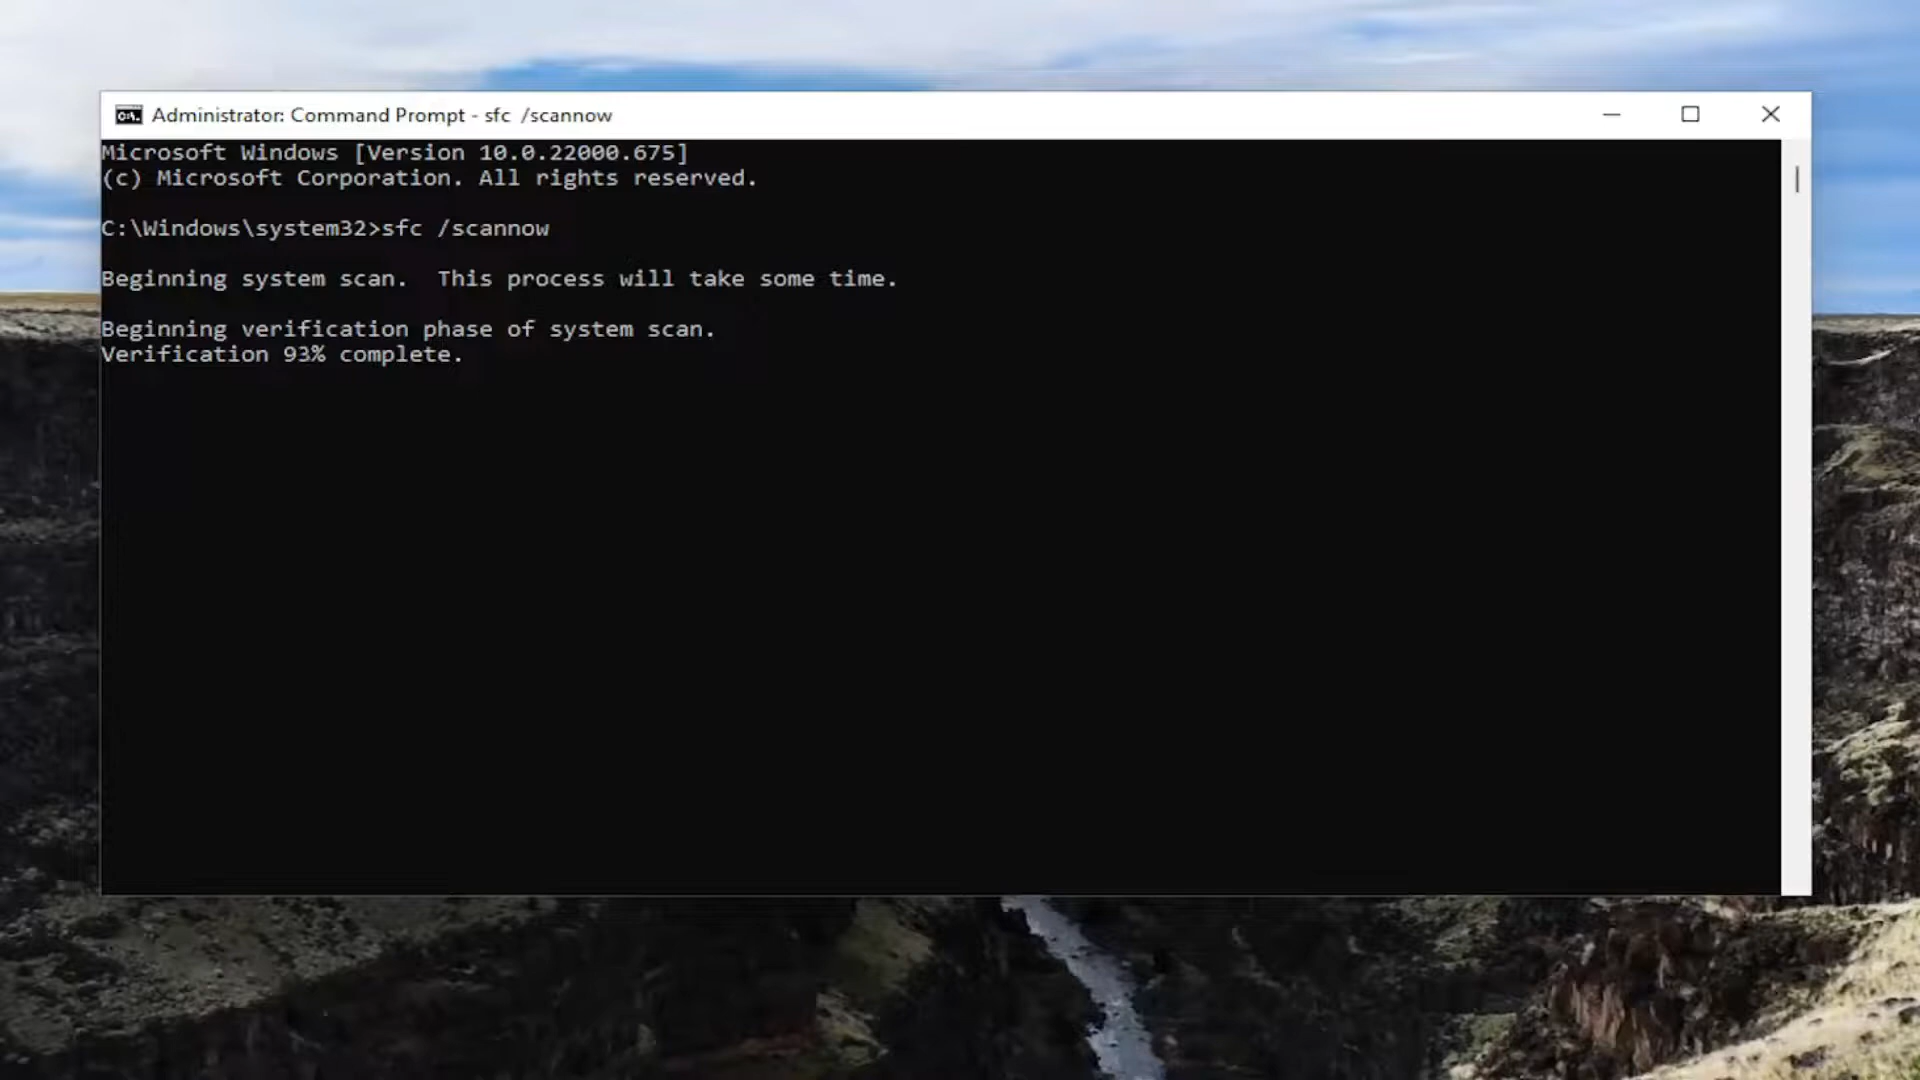 Administrator: Command Prompt - sfc /scannow
Microsoft Windows [Version 10.0.22000.675]
(c) Microsoft Corporation. All rights reserved.
C:\Windows\system32>sfc /scannow
Beginning system scan.  This process will take some time.
Beginning verification phase of system scan.
Verification 93% complete.